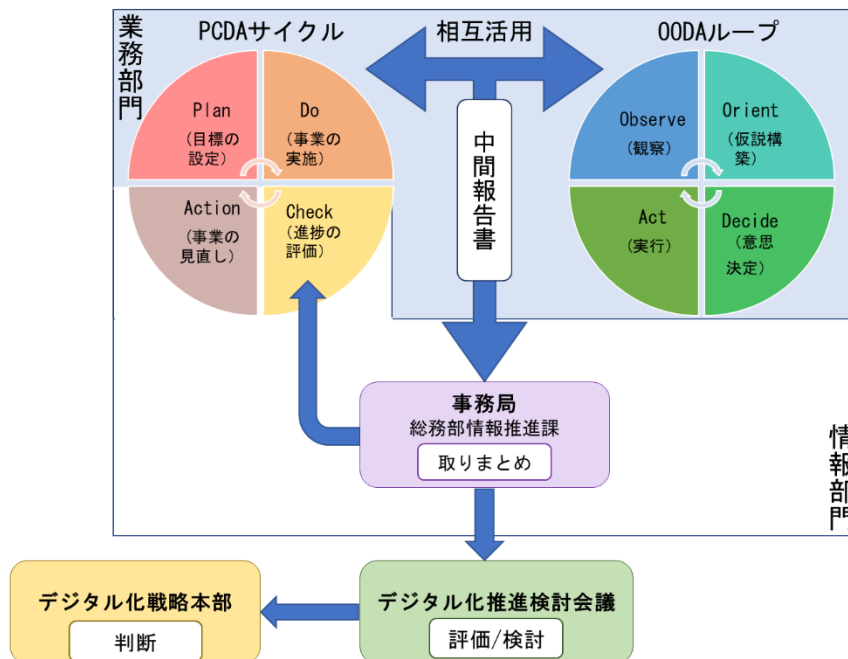 業務部門
PCDAサイクル
相互活用
OODAループ
Plan
(目標の
設定)
Do
(事業の
実施)
Action
(事業の
見直し)
Check
(進捗の
評価)
中間報告書
Observe
(観察)
Orient
(仮説構
築)
Act
(実行)
Decide
(意思
決定)
事務局
総務部情報推進課
取りまとめ
情報部門
デジタル化戦略本部
判断
デジタル化推進検討会議
評価/検討